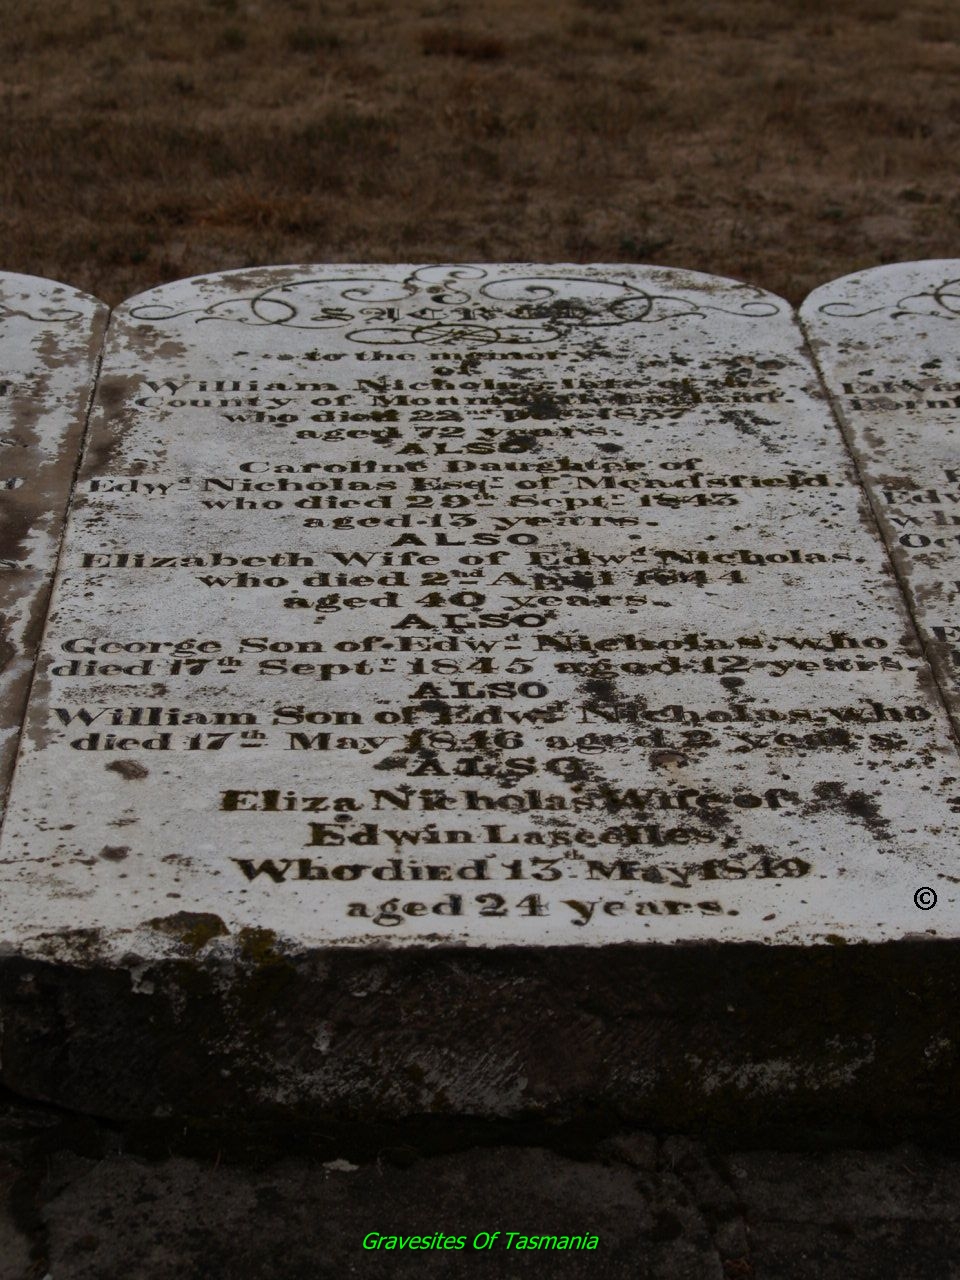 SACRED
to the memory
of
William Nicholas late of the
County of Monmouth England.
who died 22nd 1837
aged 72 years.
ALSO
Caroline Daughter of
Edwd. Nicholas Esqr. of Meadsfield.
who died 29th Septr. 1843
aged 13 years.
ALSO
Elizabeth Wife of Edwd. Nicholas.
who died 2nd April 1844
aged 40 years.
ALSO
George Son of Edwd. Nicholas, who
died 17th Septr. 1845 aged 12 years.
ALSO
William Son of Edwd. Nicholas, who
died 17th May 1846 aged 2 years.
ALSO
Eliza Nicholas Wife of
Edwin Lascelles,
Who died 13th May 1849
aged 24 years.
©
Gravesites Of Tasmania